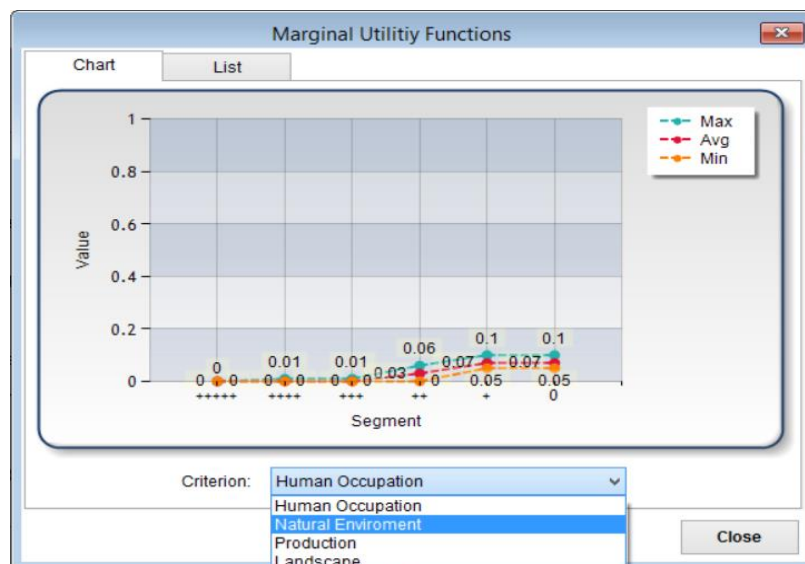 Marginal Utilitiy Functions
Chart List
1
0.8
0.6
0.4
0.2
0
Value
Max
Avg
Min
0 0.01 0.01 0.06 0.1 0.1
0 0 0 0 0 0 0.03 0 0.07 0.05 0.07 0.05
+++++ ++++ +++ ++ + 0
Segment
Criterion: Human Occupation
Human Occupation
Natural Enviroment
Production
Landscape
Close